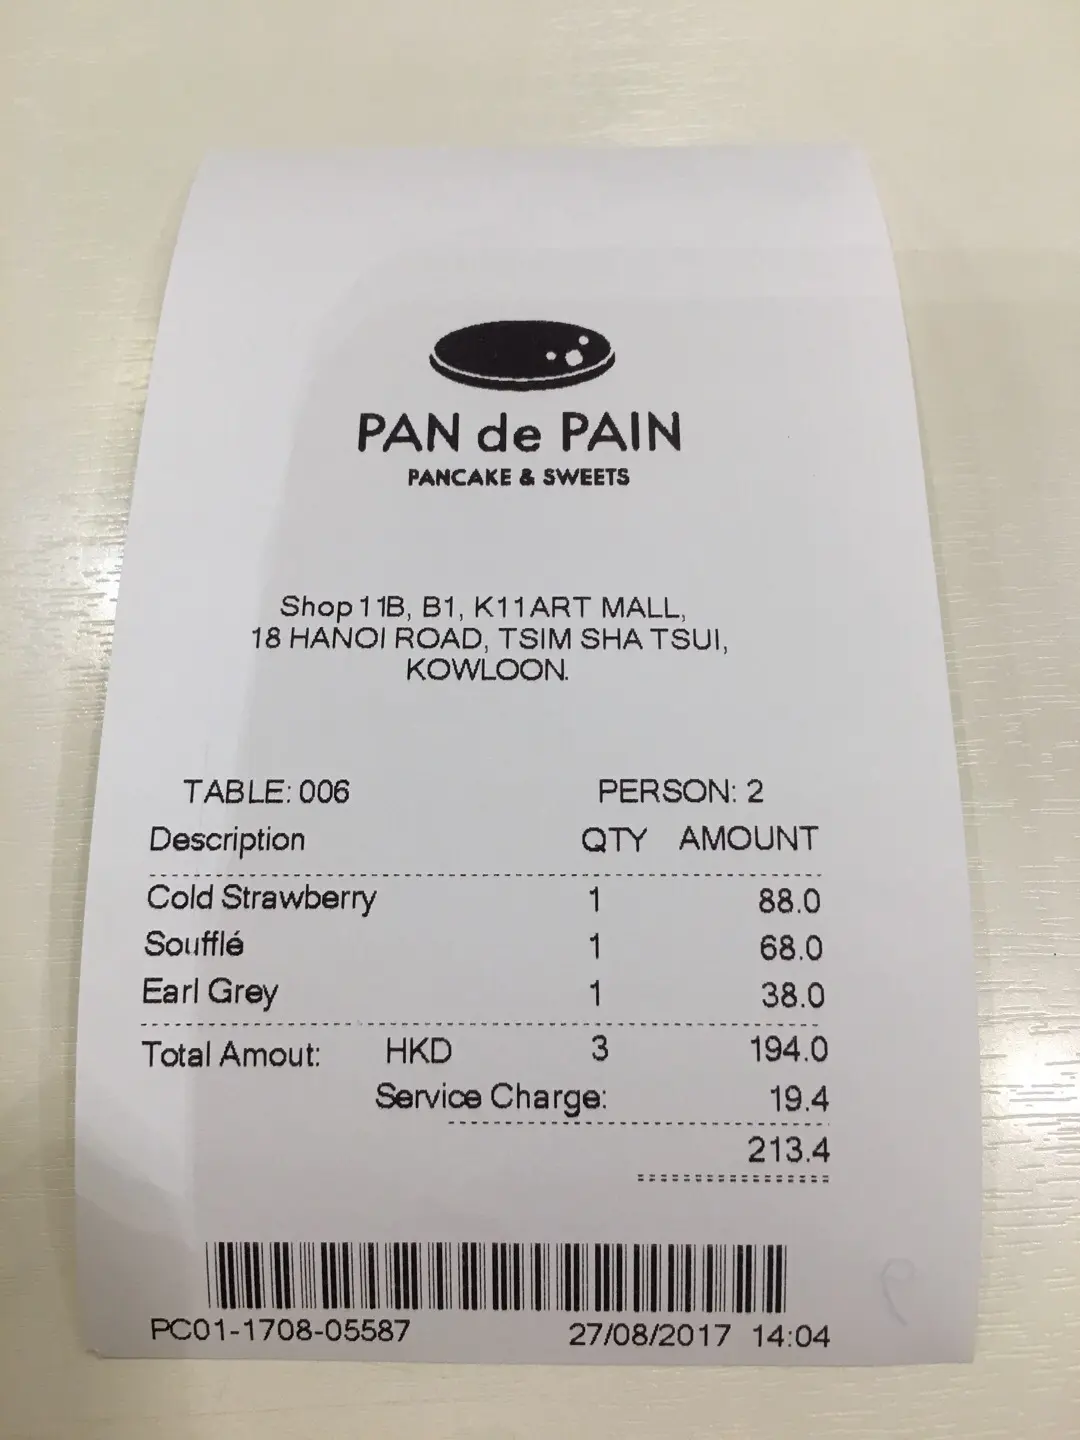 PAN de PAIN
PANCAKE & SWEETS
Shop 11B, B1, K11 ART MALL,
18 HANOI ROAD, TSIM SHA TSUI,
KOWLOON.
TABLE: 006 PERSON: 2
Description QTY AMOUNT
Cold Strawberry 1 88.0
Soufflé 1 68.0
Earl Grey 1 38.0
Total Amout: HKD 3 194.0
Service Charge: 19.4
213.4
PC01-1708-05587 27/08/2017 14:04